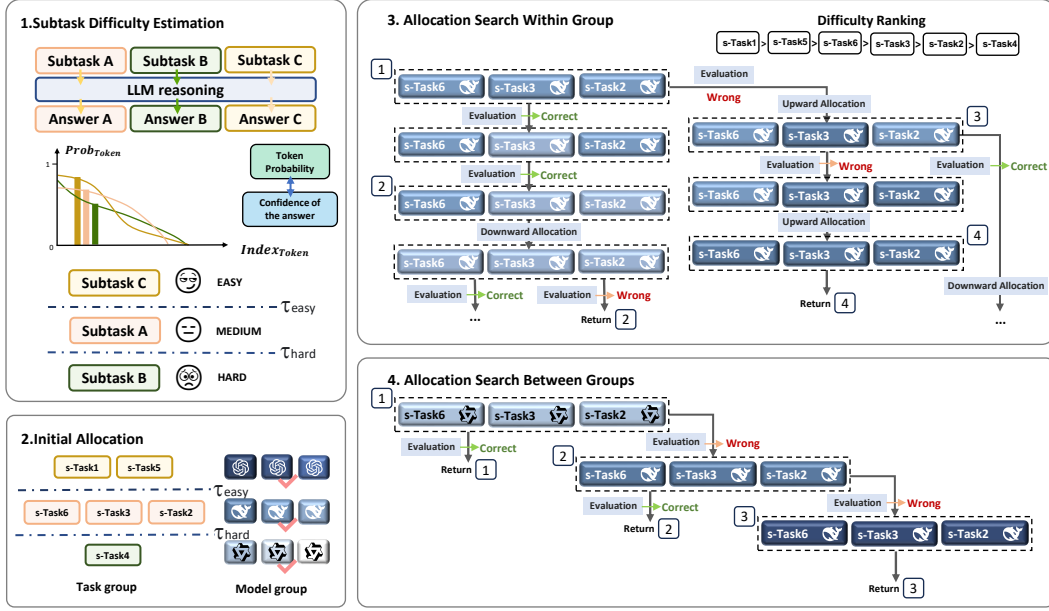 1.Subtask Difficulty Estimation
Subtask A
Subtask B
Subtask C
LLM reasoning
Answer A
Answer B
Answer C
Prob_Token
1
0
Index_Token
Token Probability
Confidence of the answer
Subtask C
EASY
τeasy
Subtask A
MEDIUM
τhard
Subtask B
HARD
2.Initial Allocation
s-Task1
s-Task5
τeasy
s-Task6
s-Task3
s-Task2
τhard
s-Task4
Task group
Model group
3. Allocation Search Within Group
Difficulty Ranking
s-Task1 > s-Task5 > s-Task6 > s-Task3 > s-Task2 > s-Task4
1
s-Task6
s-Task3
s-Task2
Evaluation
Wrong
Evaluation
Correct
Upward Allocation
3
s-Task6
s-Task3
s-Task2
s-Task6
s-Task3
s-Task2
Evaluation
Correct
Evaluation
Wrong
Evaluation
Correct
2
s-Task6
s-Task3
s-Task2
s-Task6
s-Task3
s-Task2
Downward Allocation
Upward Allocation
4
s-Task6
s-Task3
s-Task2
s-Task6
s-Task3
s-Task2
Evaluation
Correct
Evaluation
Wrong
Downward Allocation
...
Return 2
Return 4
...
4. Allocation Search Between Groups
1
s-Task6
s-Task3
s-Task2
Evaluation
Correct
Evaluation
Wrong
Return 1
2
s-Task6
s-Task3
s-Task2
Evaluation
Correct
Evaluation
Wrong
Return 2
3
s-Task6
s-Task3
s-Task2
Return 3